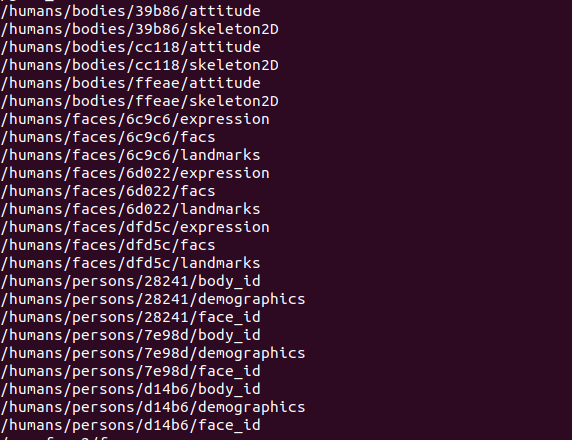 /humans/bodies/39b86/attitude
/humans/bodies/39b86/skeleton2D
/humans/bodies/cc118/attitude
/humans/bodies/cc118/skeleton2D
/humans/bodies/ffeae/attitude
/humans/bodies/ffeae/skeleton2D
/humans/faces/6c9c6/expression
/humans/faces/6c9c6/facs
/humans/faces/6c9c6/landmarks
/humans/faces/6d022/expression
/humans/faces/6d022/facs
/humans/faces/6d022/landmarks
/humans/faces/dfd5c/expression
/humans/faces/dfd5c/facs
/humans/faces/dfd5c/landmarks
/humans/persons/28241/body_id
/humans/persons/28241/demographics
/humans/persons/28241/face_id
/humans/persons/7e98d/body_id
/humans/persons/7e98d/demographics
/humans/persons/7e98d/face_id
/humans/persons/d14b6/body_id
/humans/persons/d14b6/demographics
/humans/persons/d14b6/face_id